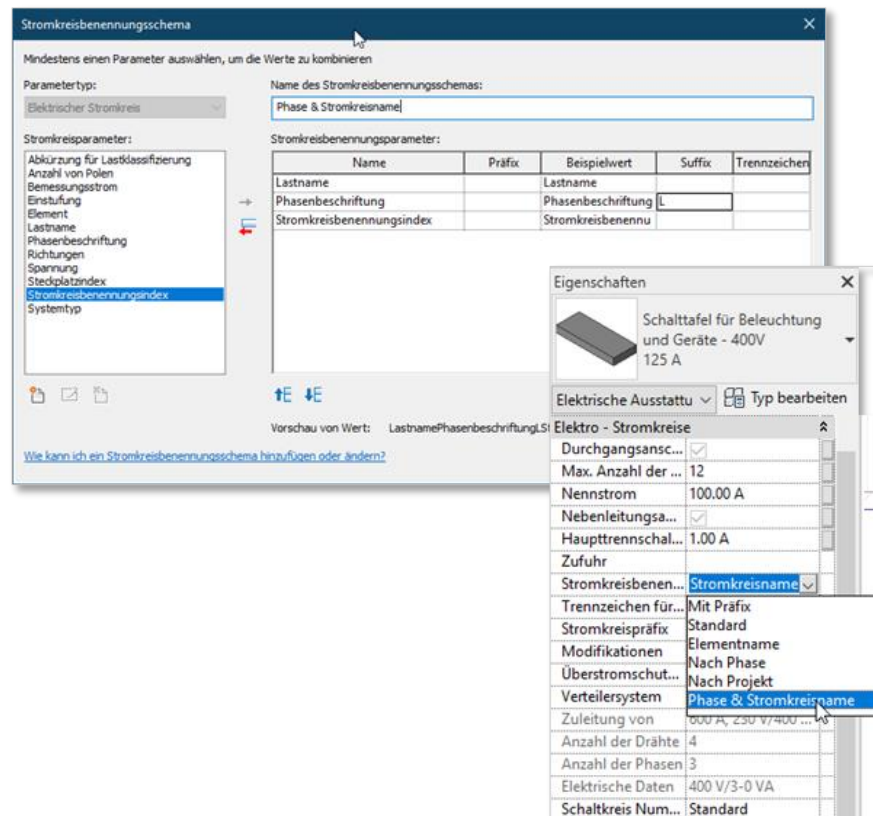 Stromkreisbenennungsschema
Mindestens einen Parameter auswählen, um die Werte zu kombinieren
Parametertyp:
Elektrischer Stromkreis
Name des Stromkreisbenennungsschemas:
Phase & Stromkreisname
Stromkreisparameter:
Abkürzung für Lastklassifizierung
Anzahl von Polen
Bemessungsstrom
Einstufung
Element
Lastname
Phasenbeschriftung
Richtungen
Spannung
Steckplatzindex
Stromkreisbenennungsindex
Systemtyp
Stromkreisbenennungsparameter:
Name Präfix Beispielwert Suffix Trennzeichen
Lastname Lastname
Phasenbeschriftung Phasenbeschriftung L
Stromkreisbenennungsindex Stromkreisbenennu
Vorschau von Wert: LastnamePhasenbeschriftungLSt
Wie kann ich ein Stromkreisbenennungsschema hinzufügen oder ändern?
Eigenschaften
Schalttafel für Beleuchtung
und Geräte - 400V
125 A
Elektrische Ausstattu Typ bearbeiten
Elektro - Stromkreise
Durchgangsansc...
Max. Anzahl der ... 12
Nennstrom 100.00 A
Nebenleitungsa...
Haupttrennschal... 1.00 A
Zufuhr
Stromkreisbenen... Stromkreisname
Trennzeichen für... Mit Präfix
Stromkreispräfix Standard
Elementname
Modifikationen Nach Phase
Überstromschut... Nach Projekt
Verteilersystem Phase & Stromkreisname
Zuleitung von 600 A, 230 V/400 ...
Anzahl der Drähte 4
Anzahl der Phasen 3
Elektrische Daten 400 V/3-0 VA
Schaltkreis Num... Standard